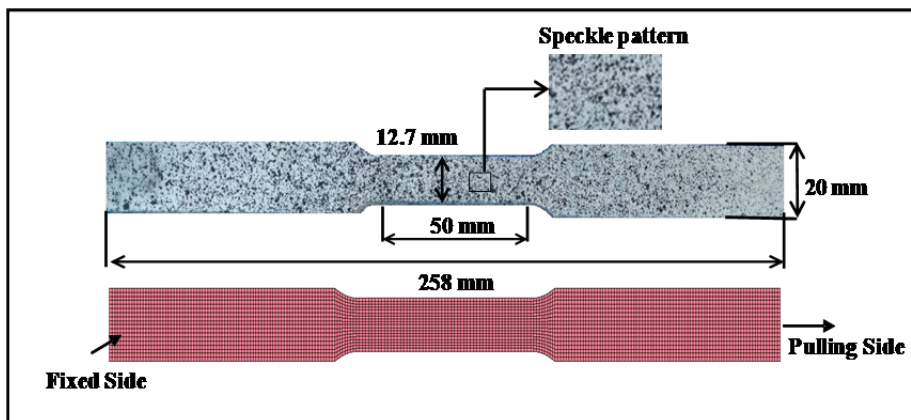 Speckle pattern
12.7 mm
20 mm
50 mm
258 mm
Pulling Side
Fixed Side